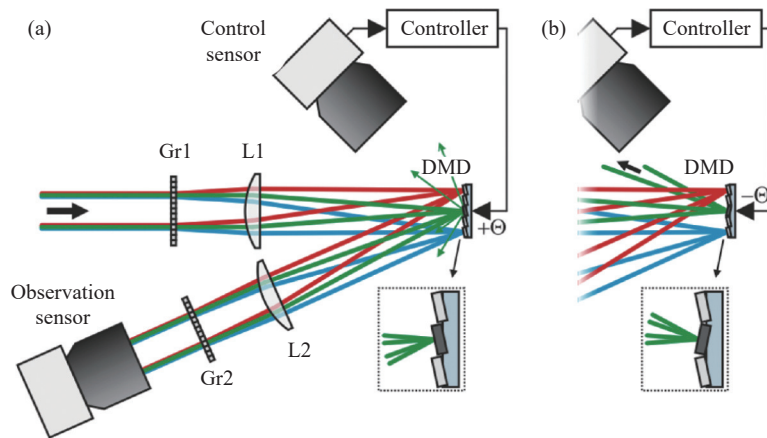 (a)
Control
sensor
Controller
(b)
Controller
Gr1
L1
DMD
+Θ
DMD
−Θ
Observation
sensor
Gr2
L2